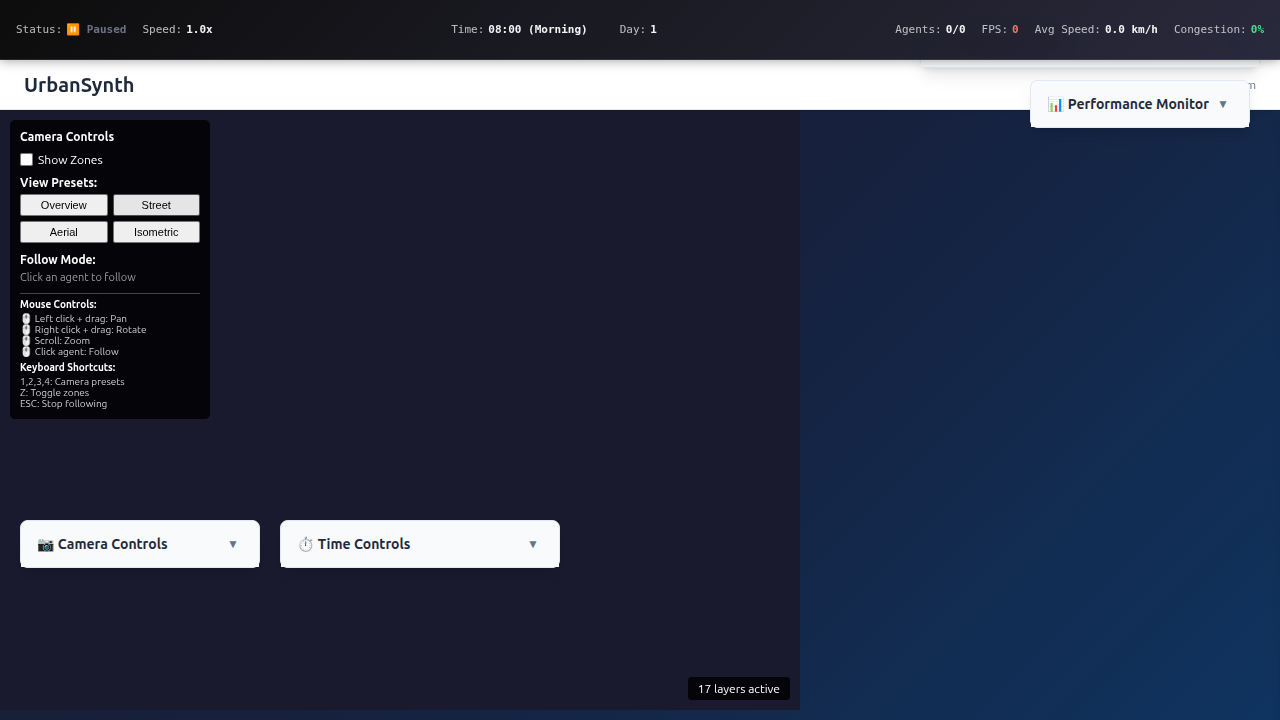 Status: ⏸️ Paused Speed: 1.0x Time: 08:00 (Morning) Day: 1 Agents: 0/0 FPS: 0 Avg Speed: 0.0 km/h Congestion: 0%
UrbanSynth
📊 Performance Monitor ▼
Camera Controls
Show Zones
View Presets:
Overview Street
Aerial Isometric
Follow Mode:
Click an agent to follow
Mouse Controls:
🖱️ Left click + drag: Pan
🖱️ Right click + drag: Rotate
🖱️ Scroll: Zoom
🖱️ Click agent: Follow
Keyboard Shortcuts:
1,2,3,4: Camera presets
Z: Toggle zones
ESC: Stop following
📷 Camera Controls ▼
⏱️ Time Controls ▼
17 layers active